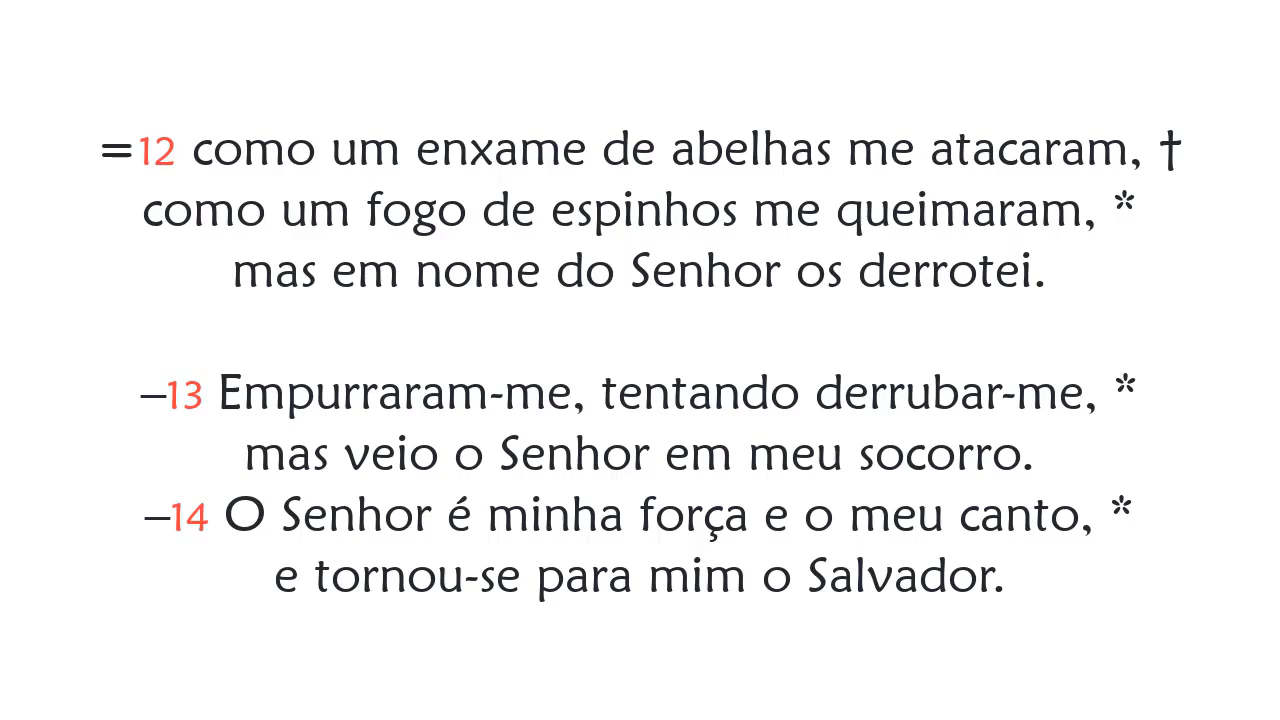 =12 como um enxame de abelhas me atacaram, †
como um fogo de espinhos me queimaram, *
mas em nome do Senhor os derrotei.
–13 Empurraram-me, tentando derrubar-me, *
mas veio o Senhor em meu socorro.
–14 O Senhor é minha força e o meu canto, *
e tornou-se para mim o Salvador.